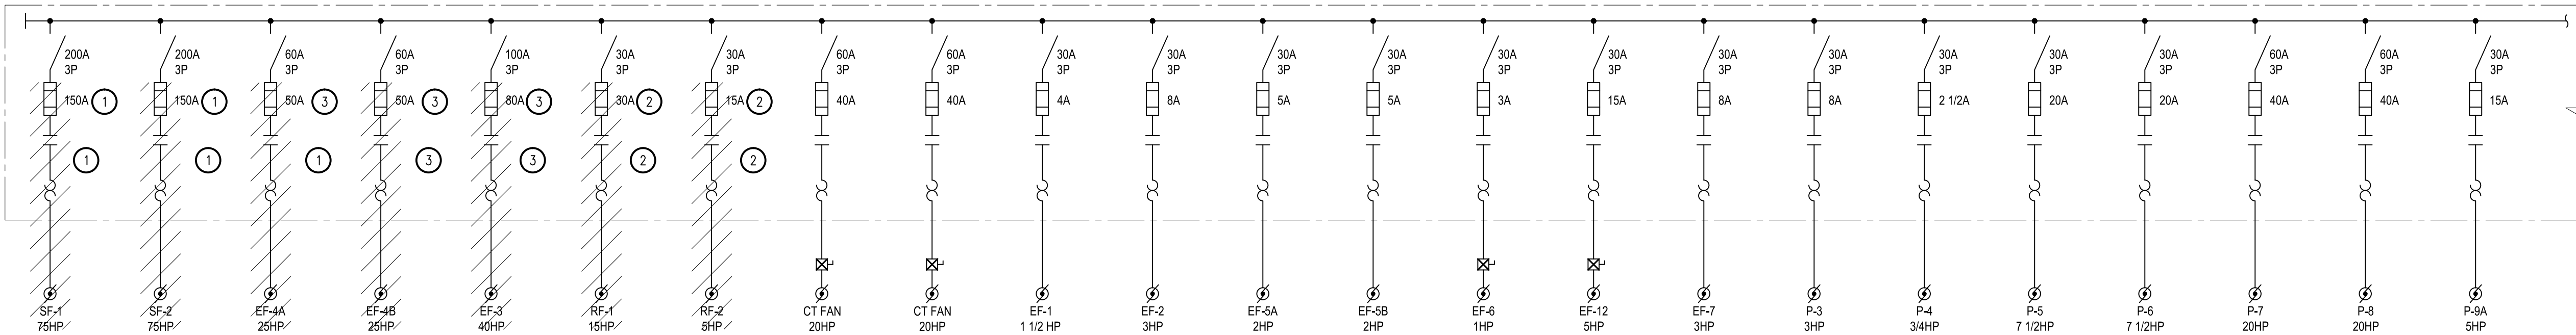 200A 200A 60A 60A 100A 30A 30A 60A 60A 30A 30A 30A 30A 30A 30A 30A 30A 30A 30A 30A 60A 60A 30A
3P 3P 3P 3P 3P 3P 3P 3P 3P 3P 3P 3P 3P 3P 3P 3P 3P 3P 3P 3P 3P 3P 3P
150A 1 150A 1 50A 3 50A 3 80A 3 30A 2 15A 2 40A 40A 4A 8A 5A 5A 3A 15A 8A 8A 2 1/2A 20A 20A 40A 40A 15A
1 1 1 3 3 2 2
SF-1 SF-2 EF-4A EF-4B EF-3 RF-1 RF-2 CT FAN CT FAN EF-1 EF-2 EF-5A EF-5B EF-6 EF-12 EF-7 P-3 P-4 P-5 P-6 P-7 P-8 P-9A
75HP 75HP 25HP 25HP 40HP 15HP 5HP 20HP 20HP 1 1/2 HP 3HP 2HP 2HP 1HP 5HP 3HP 3HP 3/4HP 7 1/2HP 7 1/2HP 20HP 20HP 5HP